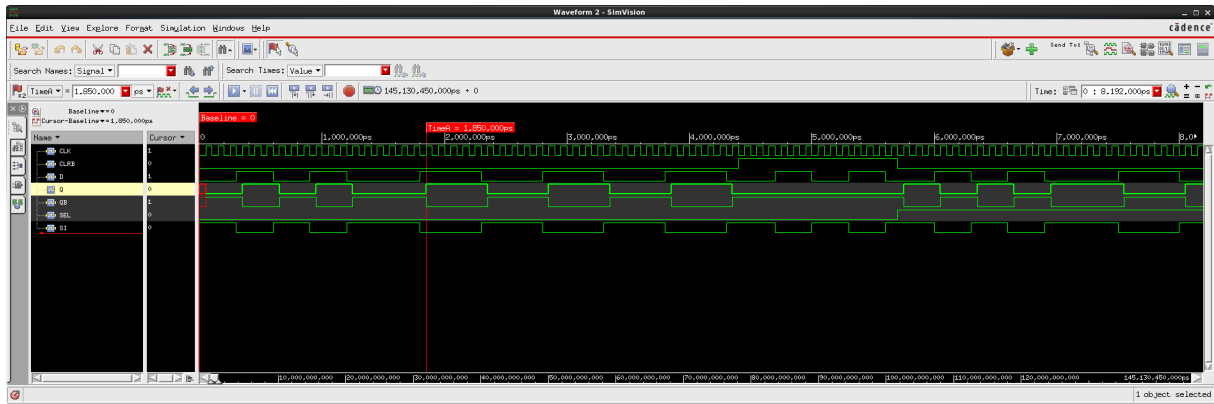 Waveform 2 - SimVision
File Edit View Explore Format Simulation Windows Help
cādence
Send To:
Search Names: Signal
Search Times: Value
TimeA = 1,850,000 ps
145,130,450,000ps + 0
Time: 0 : 8,192,000ps
Baseline = 0
Cursor-Baseline = 1,850,000ps
Baseline = 0
TimeA = 1,850,000ps
Name Cursor
0 1,000,000ps 2,000,000ps 3,000,000ps 4,000,000ps 5,000,000ps 6,000,000ps 7,000,000ps 8,0
CLK 1
CLRB 0
D 1
Q 0
QB 1
SEL 0
SI 0
10,000,000,000 20,000,000,000 30,000,000,000 40,000,000,000 50,000,000,000 60,000,000,000 70,000,000,000 80,000,000,000 90,000,000,000 100,000,000,000 110,000,000,000 120,000,000,000 145,130,450,000ps
1 object selected